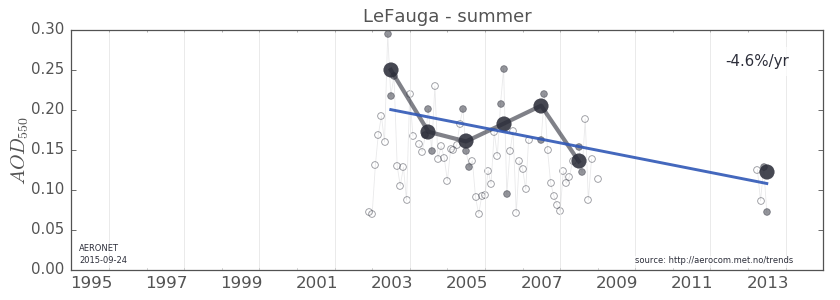 LeFauga - summer
-4.6%/yr
0.30
0.25
0.20
0.15
0.10
0.05
0.00
AOD550
AERONET
2015-09-24
source: http://aerocom.met.no/trends
1995 1997 1999 2001 2003 2005 2006 2007 2009 2011 2013